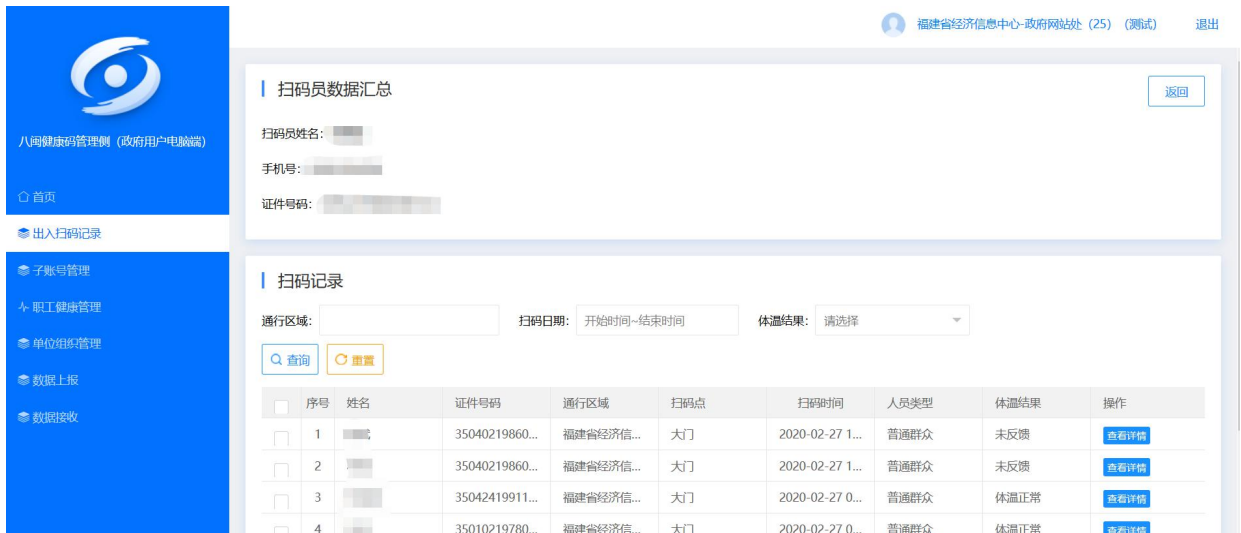 福建省经济信息中心-政府网站处（25）（测试） 退出
八闽健康码管理侧（政府用户电脑端）
首页
出入扫码记录
子账号管理
职工健康管理
单位组织管理
数据上报
数据接收
扫码员数据汇总 返回
扫码员姓名：
手机号：
证件号码：
扫码记录
通行区域： 扫码日期： 开始时间~结束时间 体温结果： 请选择
查询 重置
序号 姓名 证件号码 通行区域 扫码点 扫码时间 人员类型 体温结果 操作
1 35040219860... 福建省经济信... 大门 2020-02-27 1... 普通群众 未反馈 查看详情
2 35040219860... 福建省经济信... 大门 2020-02-27 1... 普通群众 未反馈 查看详情
3 35042419911... 福建省经济信... 大门 2020-02-27 0... 普通群众 体温正常 查看详情
4 35010219780... 福建省经济信... 大门 2020-02-27 0... 普通群众 体温正常 查看详情